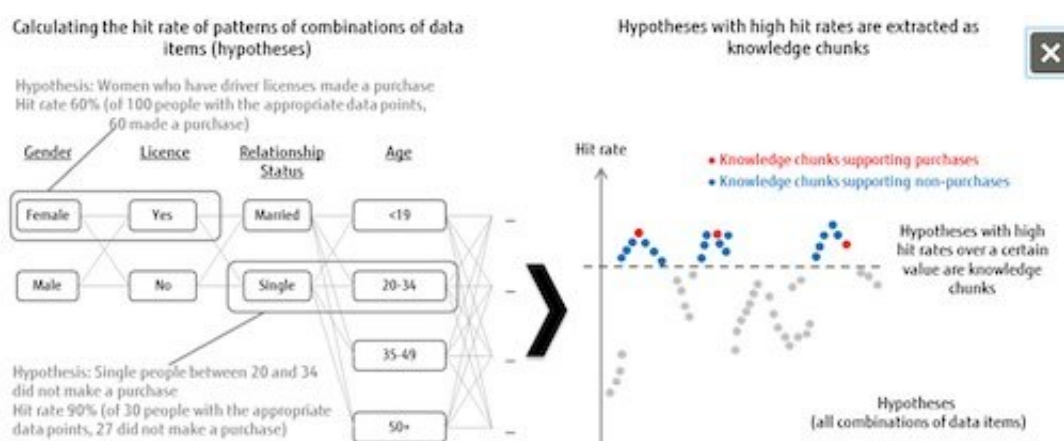 Calculating the hit rate of patterns of combinations of data
items (hypotheses)
Hypothesis: Women who have driver licenses made a purchase
Hit rate 60% (of 100 people with the appropriate data points,
60 made a purchase)
Gender
Licence
Relationship
Status
Age
Female
Yes
Married
<19
Male
No
Single
20-34
35-49
50+
Hypothesis: Single people between 20 and 34
did not make a purchase
Hit rate 90% (of 30 people with the appropriate
data points, 27 did not make a purchase)
Hypotheses with high hit rates are extracted as
knowledge chunks
Hit rate
• Knowledge chunks supporting purchases
• Knowledge chunks supporting non-purchases
Hypotheses with high
hit rates over a certain
value are knowledge
chunks
Hypotheses
(all combinations of data items)